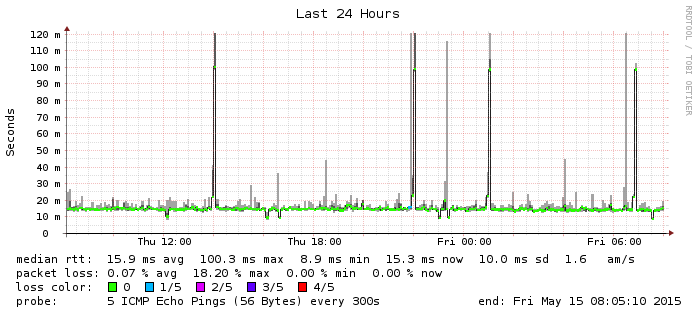 Last 24 Hours
RRDTOOL / TOBI OETIKER
Seconds
120 m
110 m
100 m
90 m
80 m
70 m
60 m
50 m
40 m
30 m
20 m
10 m
0
Thu 12:00 Thu 18:00 Fri 00:00 Fri 06:00
median rtt: 15.9 ms avg 100.3 ms max 8.9 ms min 15.3 ms now 10.0 ms sd 1.6 am/s
packet loss: 0.07 % avg 18.20 % max 0.00 % min 0.00 % now
loss color: 0 1/5 2/5 3/5 4/5
probe: 5 ICMP Echo Pings (56 Bytes) every 300s end: Fri May 15 08:05:10 2015